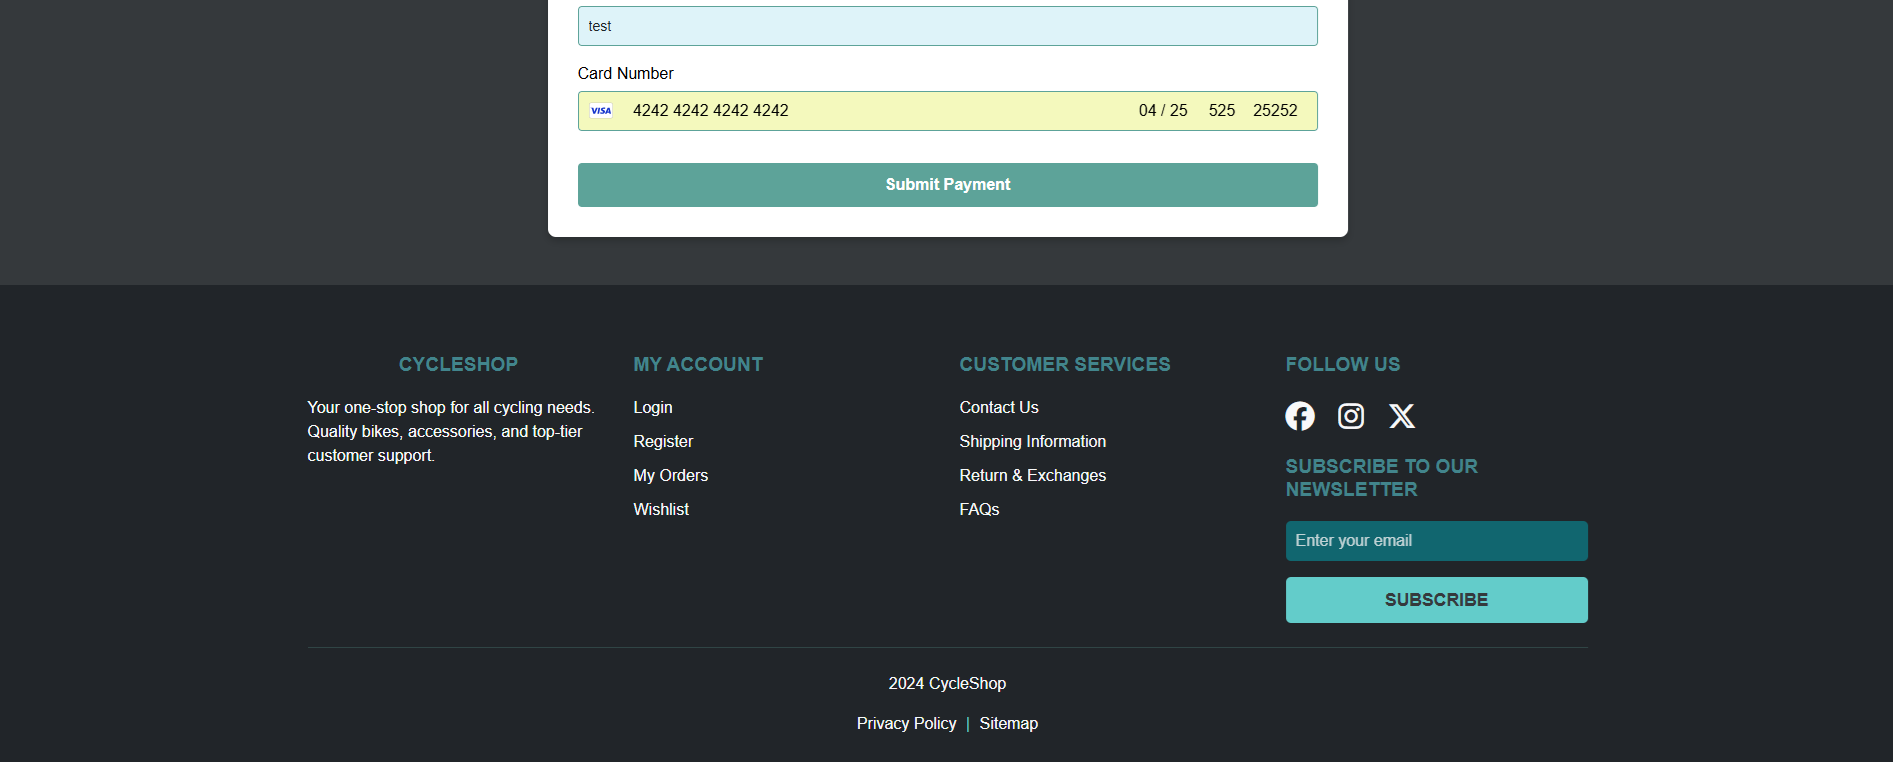 test
Card Number
VISA 4242 4242 4242 4242 04 / 25 525 25252
Submit Payment
CYCLESHOP
Your one-stop shop for all cycling needs.
Quality bikes, accessories, and top-tier
customer support.
MY ACCOUNT
Login
Register
My Orders
Wishlist
CUSTOMER SERVICES
Contact Us
Shipping Information
Return & Exchanges
FAQs
FOLLOW US
SUBSCRIBE TO OUR
NEWSLETTER
Enter your email
SUBSCRIBE
2024 CycleShop
Privacy Policy | Sitemap